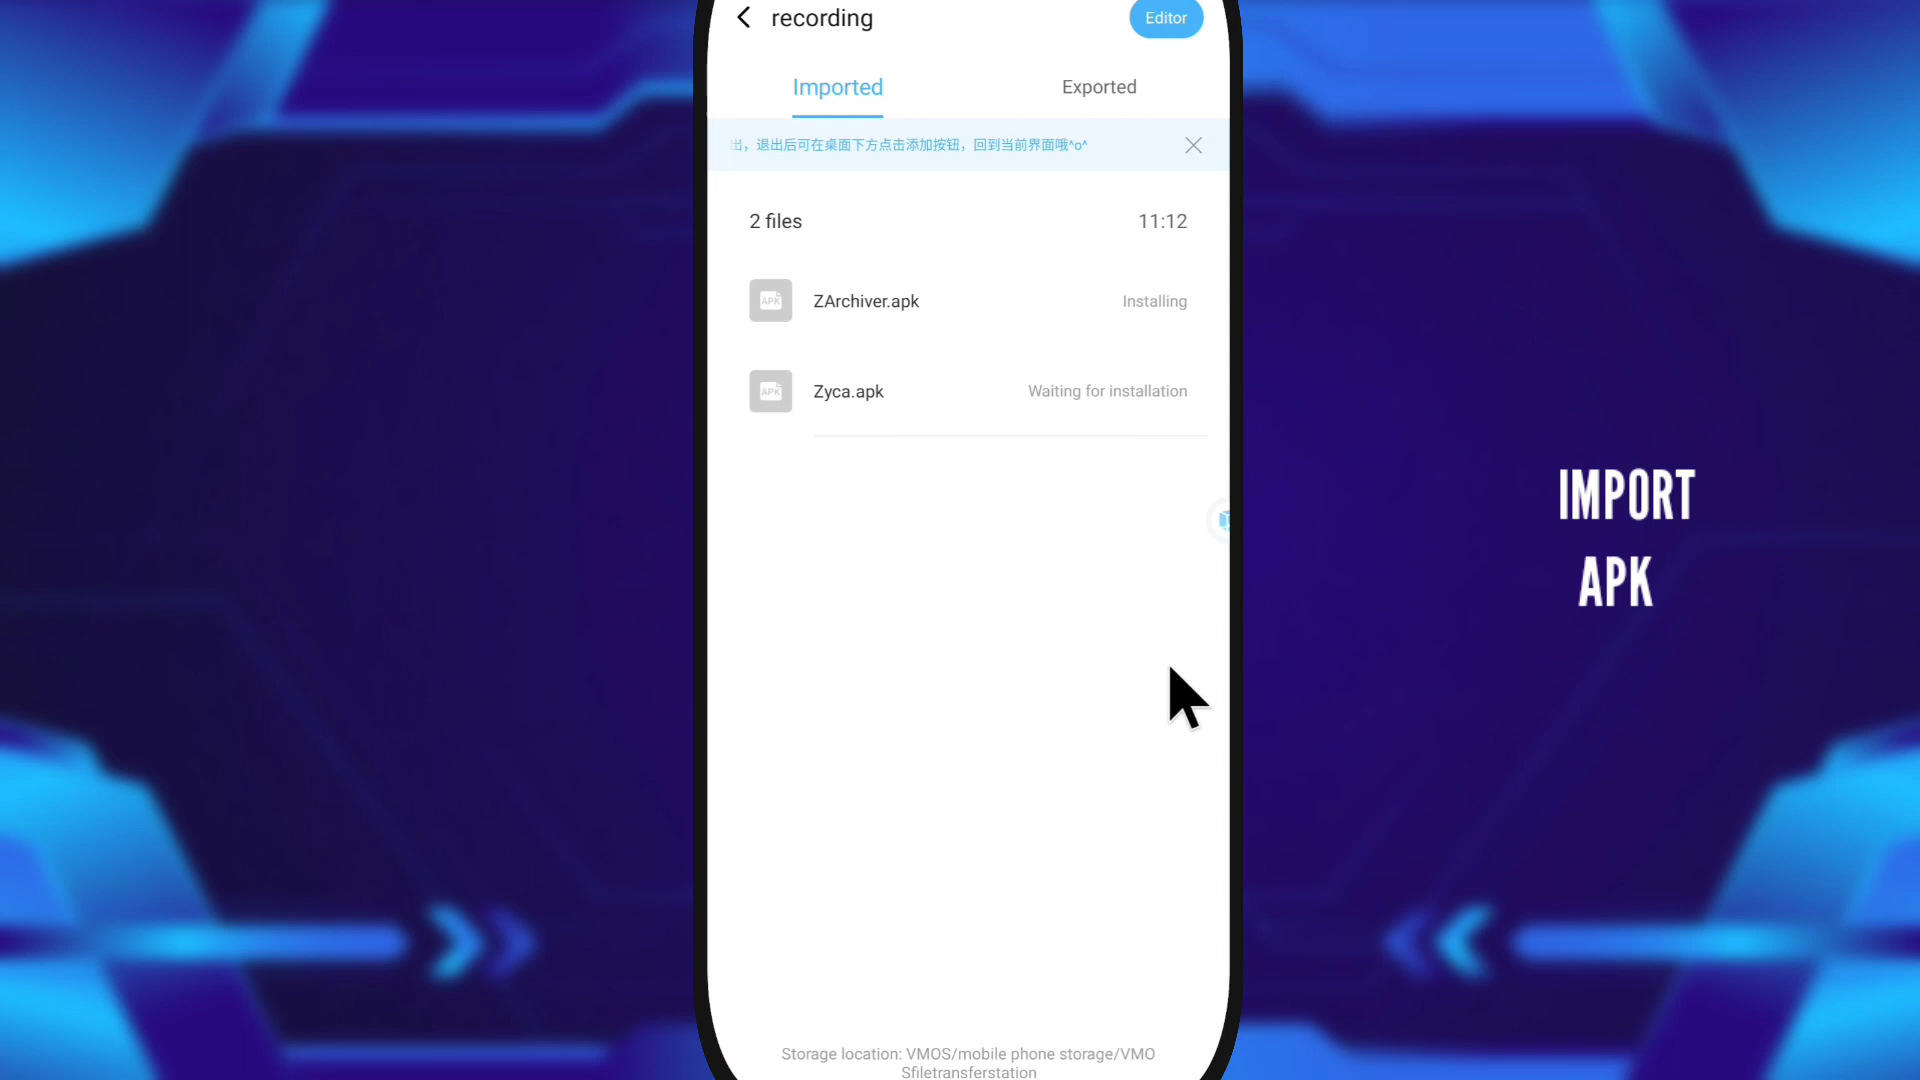 recording
Editor
Imported
Exported
出，退出后可在桌面下方点击添加按钮，回到当前界面哦^o^
2 files
11:12
APK
ZArchiver.apk
Installing
APK
Zyca.apk
Waiting for installation
IMPORT
APK
Storage location: VMOS/mobile phone storage/VMO
Sfiletransferstation